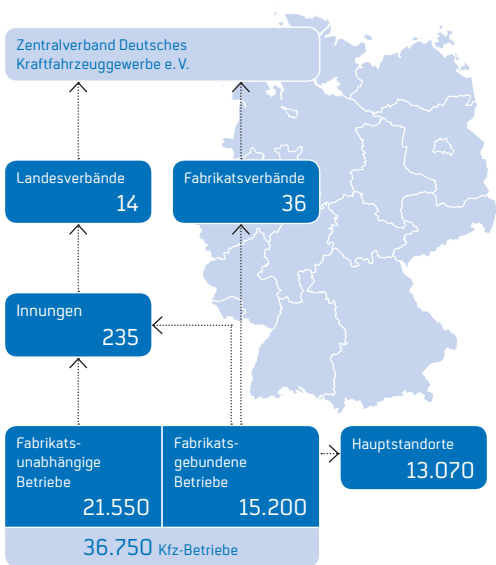 Zentralverband Deutsches
Kraftfahrzeuggewerbe e. V.
Landesverbände
14
Fabrikatsverbände
36
Innungen
235
Fabrikats-
unabhängige
Betriebe
21.550
Fabrikats-
gebundene
Betriebe
15.200
Hauptstandorte
13.070
36.750 Kfz-Betriebe